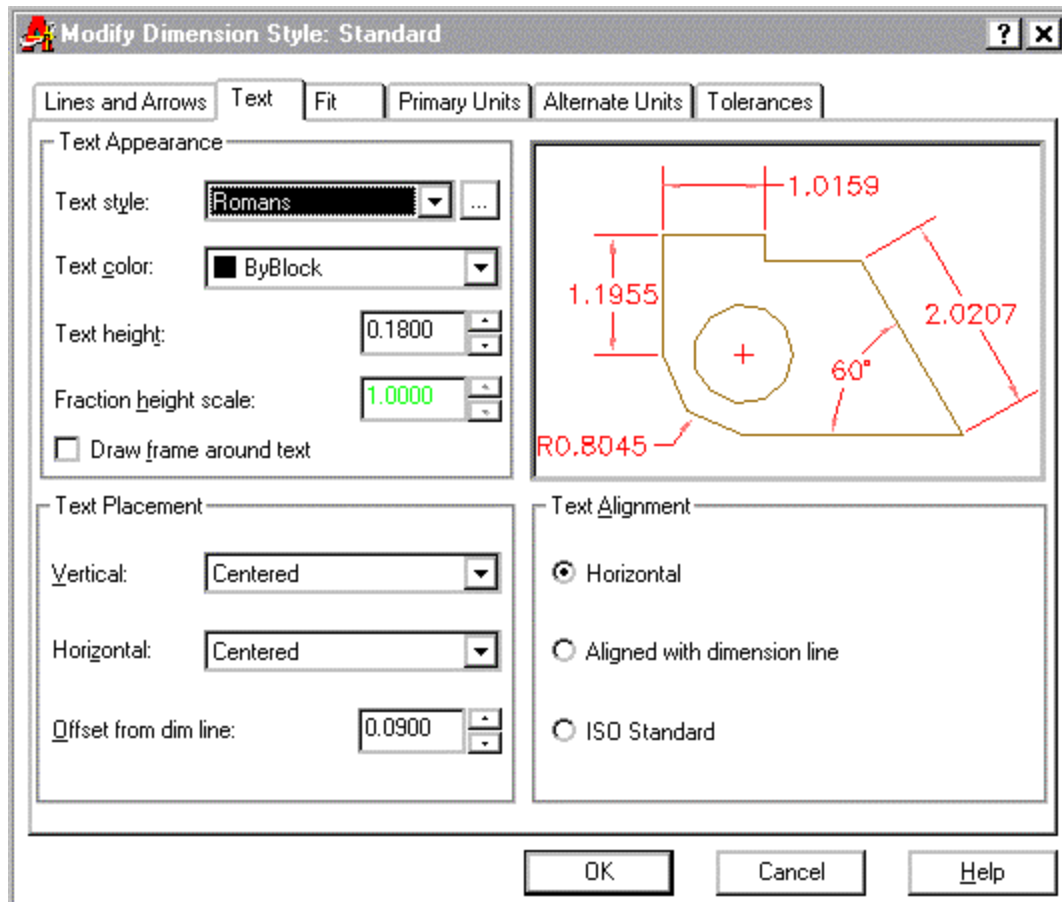 Modify Dimension Style: Standard
Lines and Arrows Text Fit Primary Units Alternate Units Tolerances
Text Appearance
Text style: Romans ...
Text color: ByBlock
Text height: 0.1800
Fraction height scale: 1.0000
Draw frame around text
1.0159
1.1955
2.0207
60°
R0.8045
Text Placement
Vertical: Centered
Horizontal: Centered
Offset from dim line: 0.0900
Text Alignment
Horizontal
Aligned with dimension line
ISO Standard
OK Cancel Help